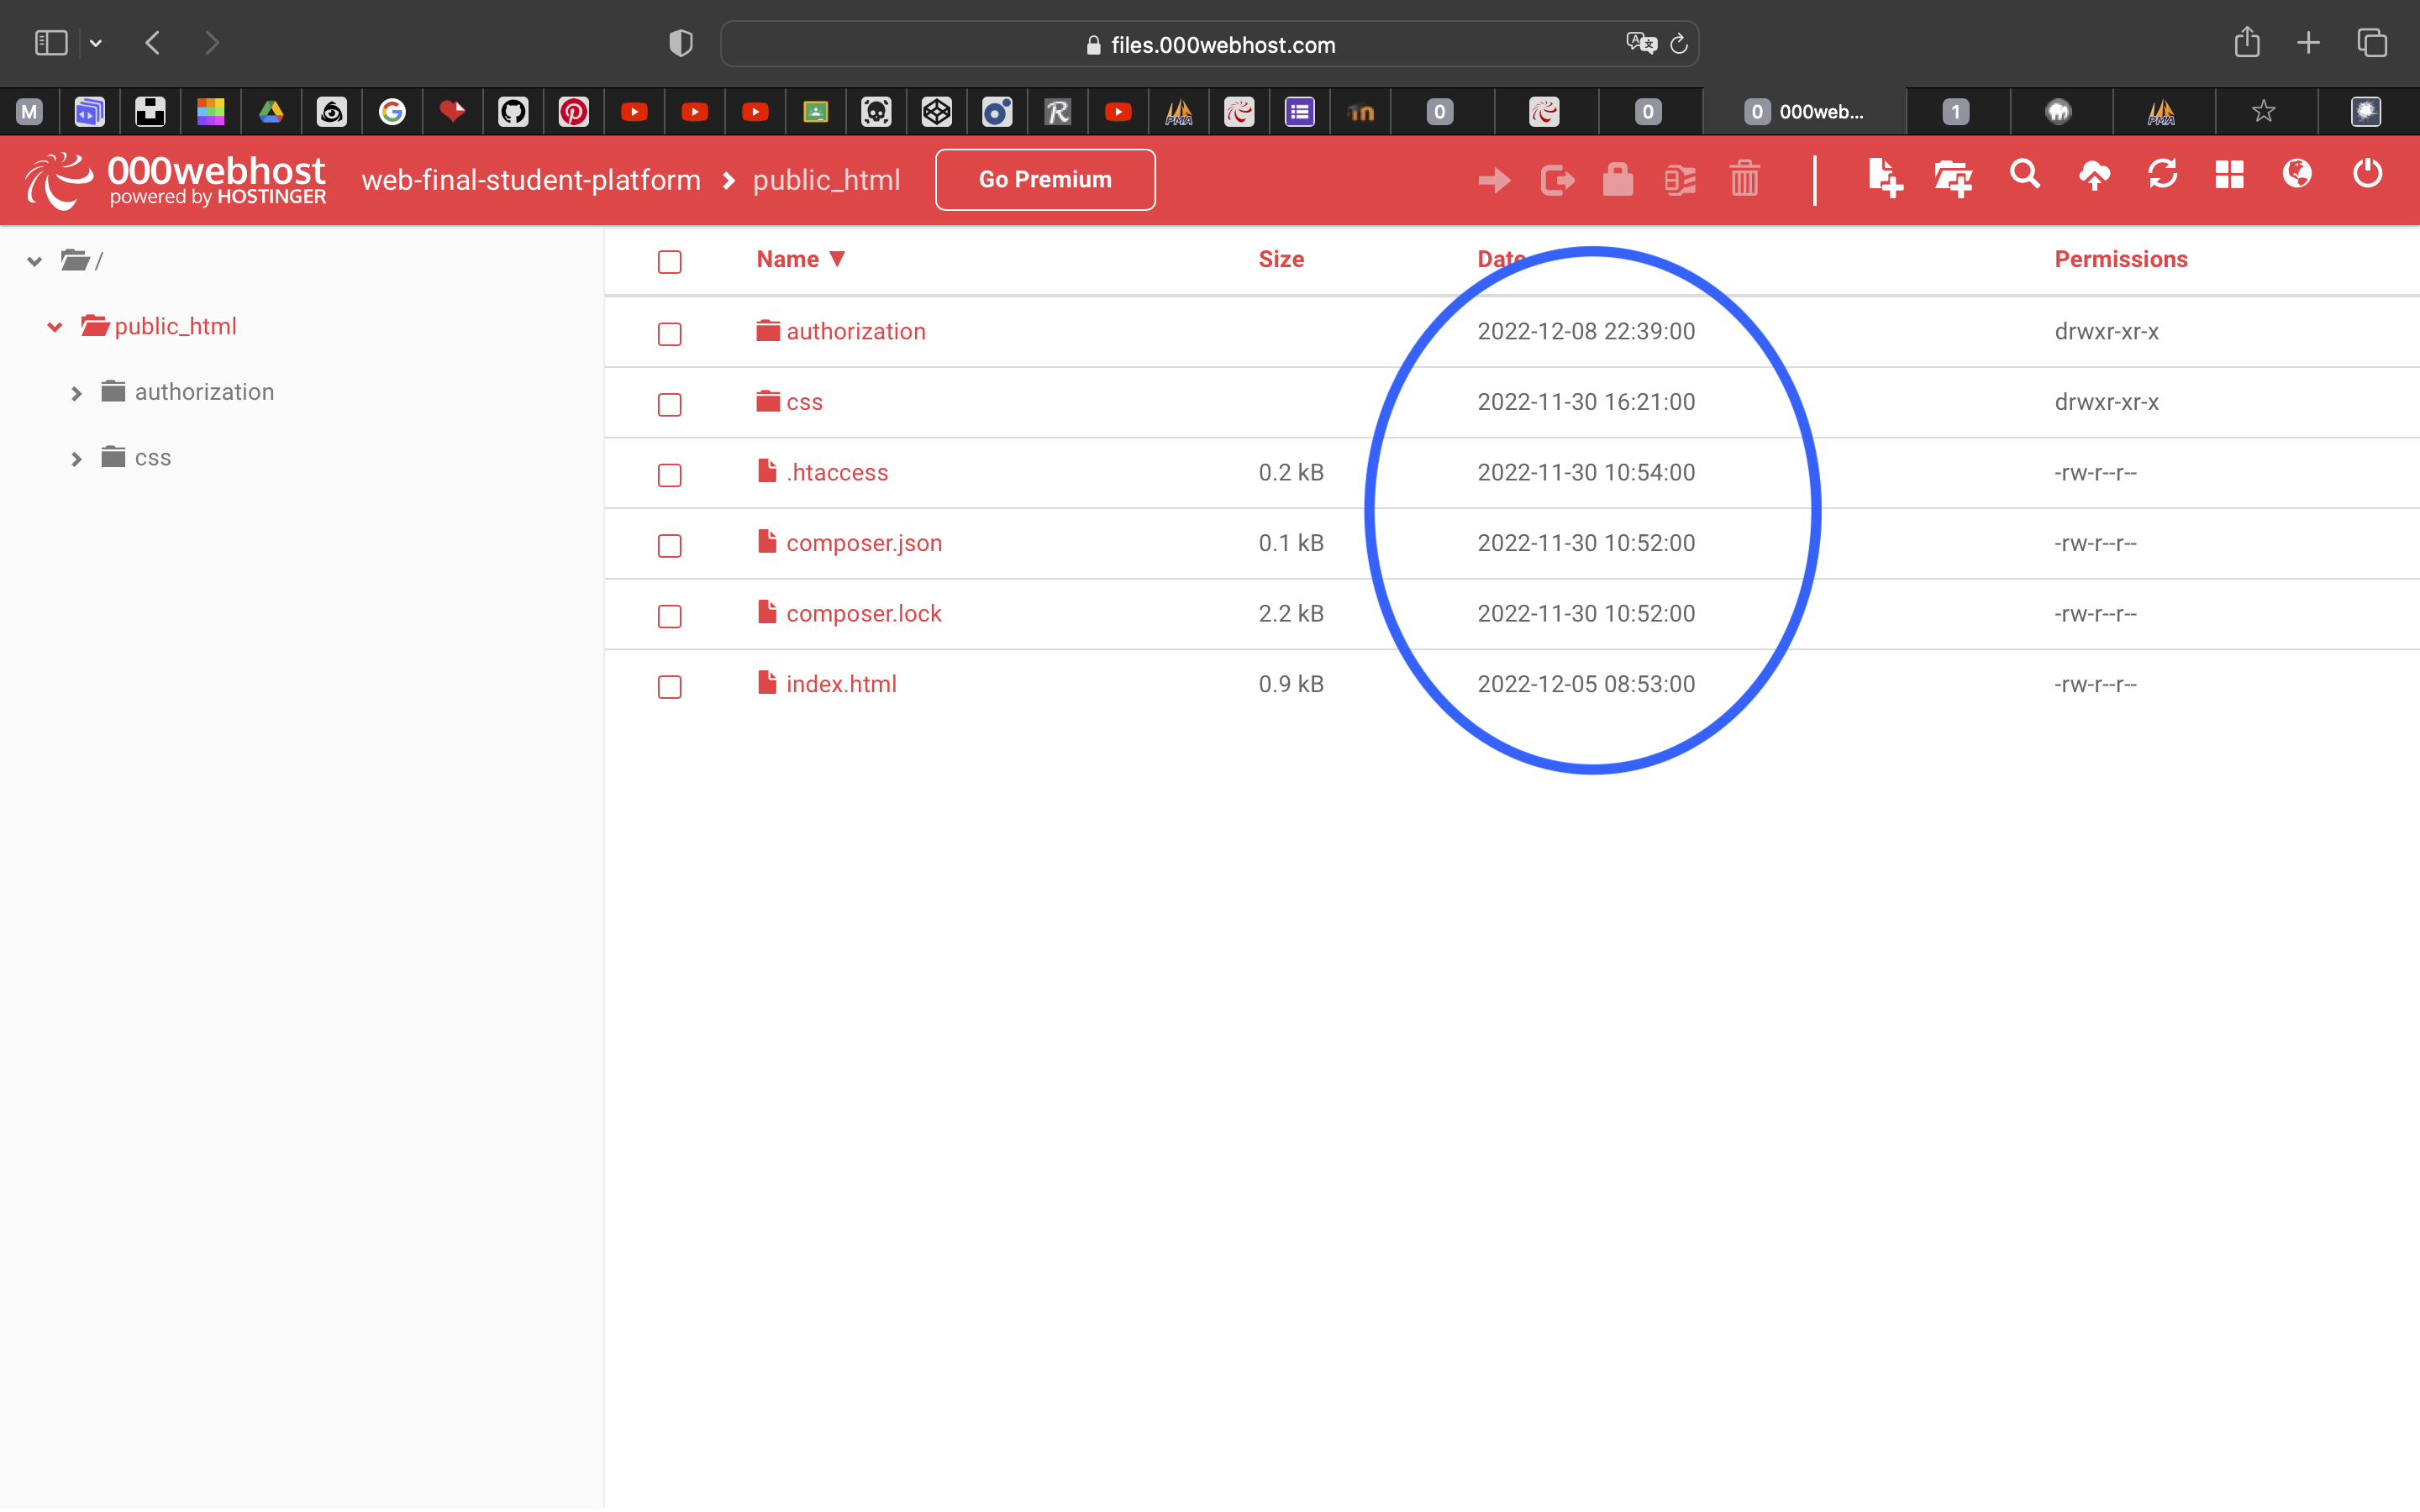 files.000webhost.com
M
PMA
0
0
0 000web...
1
PMA
000webhost
powered by HOSTINGER
web-final-student-platform > public_html
Go Premium
/
public_html
authorization
css
Name ▼ Size Date Permissions
authorization 2022-12-08 22:39:00 drwxr-xr-x
css 2022-11-30 16:21:00 drwxr-xr-x
.htaccess 0.2 kB 2022-11-30 10:54:00 -rw-r--r--
composer.json 0.1 kB 2022-11-30 10:52:00 -rw-r--r--
composer.lock 2.2 kB 2022-11-30 10:52:00 -rw-r--r--
index.html 0.9 kB 2022-12-05 08:53:00 -rw-r--r--